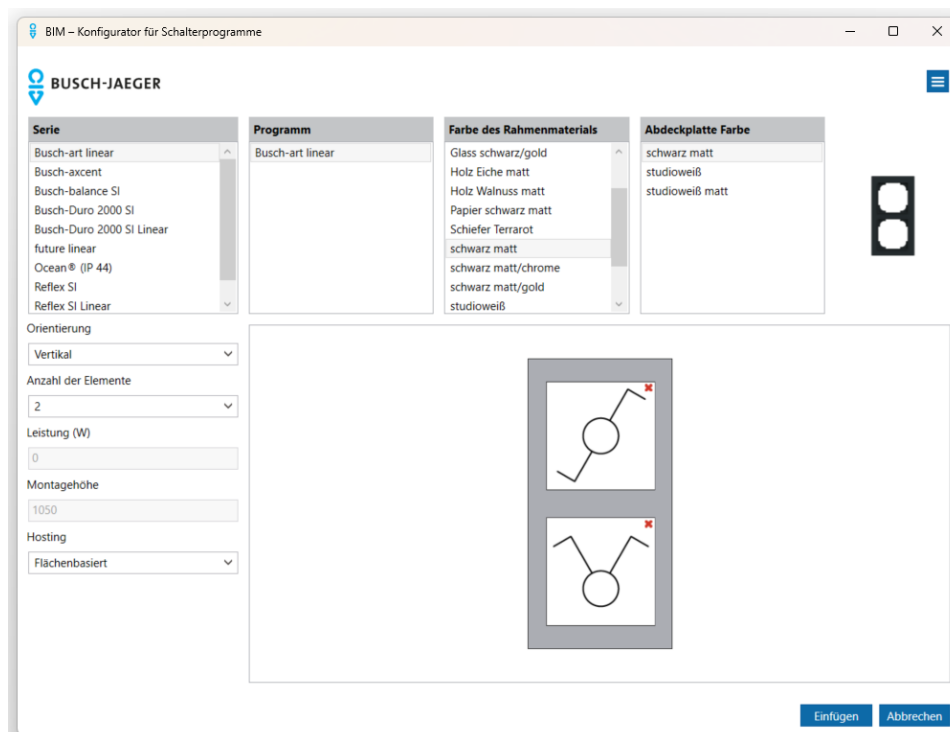 BIM – Konfigurator für Schalterprogramme
BUSCH-JAEGER
Serie
Busch-art linear
Busch-axcent
Busch-balance SI
Busch-Duro 2000 SI
Busch-Duro 2000 SI Linear
future linear
Ocean® (IP 44)
Reflex SI
Reflex SI Linear
Programm
Busch-art linear
Farbe des Rahmenmaterials
Glass schwarz/gold
Holz Eiche matt
Holz Walnuss matt
Papier schwarz matt
Schiefer Terrarot
schwarz matt
schwarz matt/chrome
schwarz matt/gold
studioweiß
Abdeckplatte Farbe
schwarz matt
studioweiß
studioweiß matt
Orientierung
Vertikal
Anzahl der Elemente
2
Leistung (W)
0
Montagehöhe
1050
Hosting
Flächenbasiert
Einfügen
Abbrechen